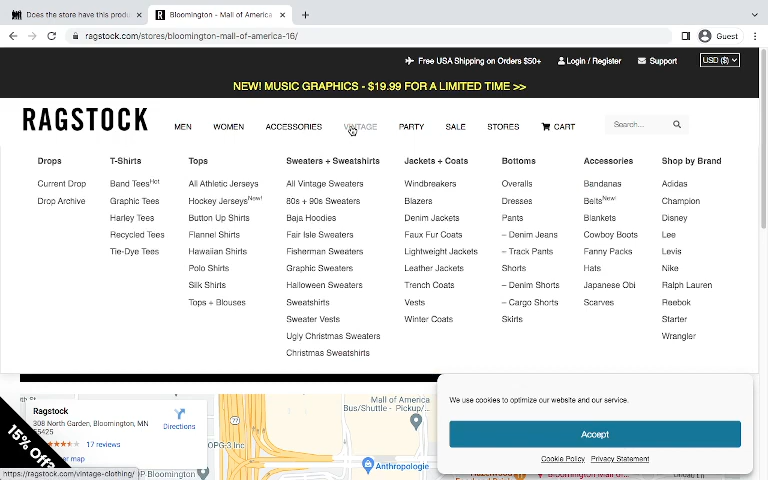 Does the store have this produ
Bloomington - Mall of America
ragstock.com/stores/bloomington-mall-of-america-16/
Guest
Free USA Shipping on Orders $50+
Login / Register
Support
USD ($)
NEW! MUSIC GRAPHICS - $19.99 FOR A LIMITED TIME >>
RAGSTOCK
MEN
WOMEN
ACCESSORIES
VINTAGE
PARTY
SALE
STORES
CART
Search...
Drops
Current Drop
Drop Archive
T-Shirts
Band Tees Hot
Graphic Tees
Harley Tees
Recycled Tees
Tie-Dye Tees
Tops
All Athletic Jerseys
Hockey Jerseys New!
Button Up Shirts
Flannel Shirts
Hawaiian Shirts
Polo Shirts
Silk Shirts
Tops + Blouses
Sweaters + Sweatshirts
All Vintage Sweaters
80s + 90s Sweaters
Baja Hoodies
Fair Isle Sweaters
Fisherman Sweaters
Graphic Sweaters
Halloween Sweaters
Sweatshirts
Sweater Vests
Ugly Christmas Sweaters
Christmas Sweatshirts
Jackets + Coats
Windbreakers
Blazers
Denim Jackets
Faux Fur Coats
Lightweight Jackets
Leather Jackets
Trench Coats
Vests
Winter Coats
Bottoms
Overalls
Dresses
Pants
– Denim Jeans
– Track Pants
Shorts
– Denim Shorts
– Cargo Shorts
Skirts
Accessories
Bandanas
Belts New!
Blankets
Cowboy Boots
Fanny Packs
Hats
Japanese Obi
Scarves
Shop by Brand
Adidas
Champion
Disney
Lee
Levis
Nike
Ralph Lauren
Reebok
Starter
Wrangler
Ragstock
308 North Garden, Bloomington, MN
55425
17 reviews
Directions
map
15% Off?
Mall of America
Bus/Shuttle - Pickup/...
77
Anthropologie
Bloomington
We use cookies to optimize our website and our service.
Accept
Cookie Policy
Privacy Statement
https://ragstock.com/vintage-clothing/